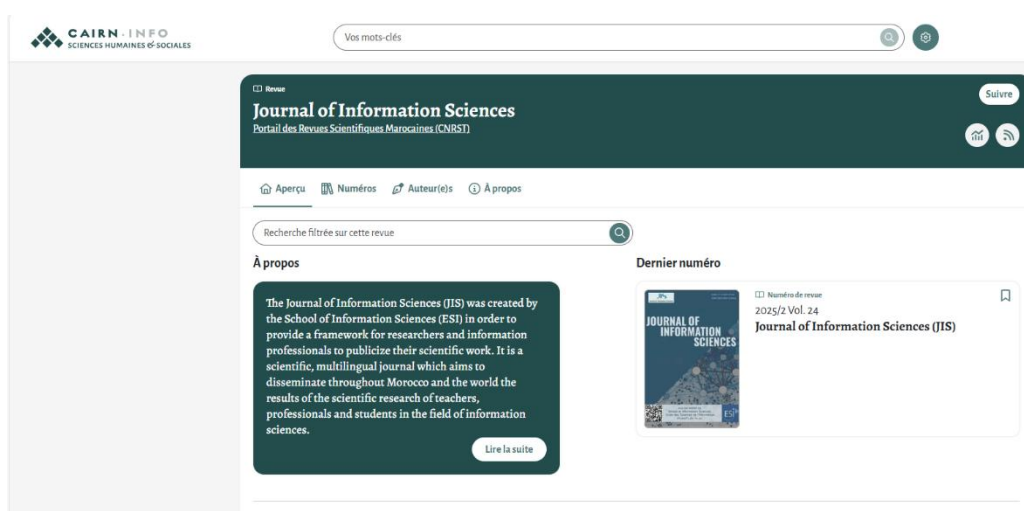 CAIRN.INFO
SCIENCES HUMAINES & SOCIALES
Vos mots-clés
Revue
Journal of Information Sciences
Portail des Revues Scientifiques Marocaines (CNRST)
Suivre
Aperçu Numéros Auteur(e)s À propos
Recherche filtrée sur cette revue
À propos
The Journal of Information Sciences (JIS) was created by
the School of Information Sciences (ESI) in order to
provide a framework for researchers and information
professionals to publicize their scientific work. It is a
scientific, multilingual journal which aims to
disseminate throughout Morocco and the world the
results of the scientific research of teachers,
professionals and students in the field of information
sciences.
Lire la suite
Dernier numéro
JOURNAL OF
INFORMATION
SCIENCES
ESI
Numéro de revue
2025/2 Vol. 24
Journal of Information Sciences (JIS)